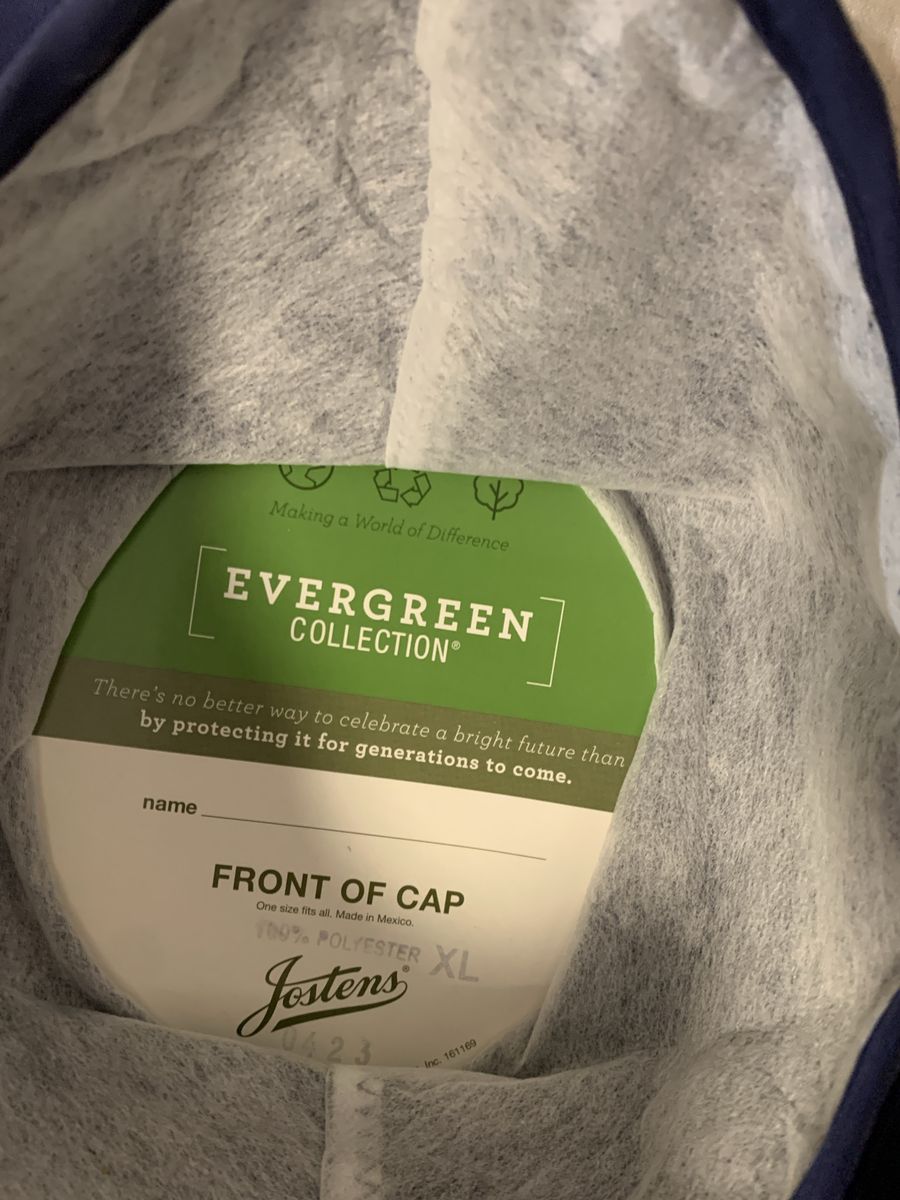 Making a World of Difference
EVERGREEN
COLLECTION®
There's no better way to celebrate a bright future than
by protecting it for generations to come.
name
FRONT OF CAP
One size fits all. Made in Mexico.
100% POLYESTER XL
Jostens®
0423
Inc. 161169